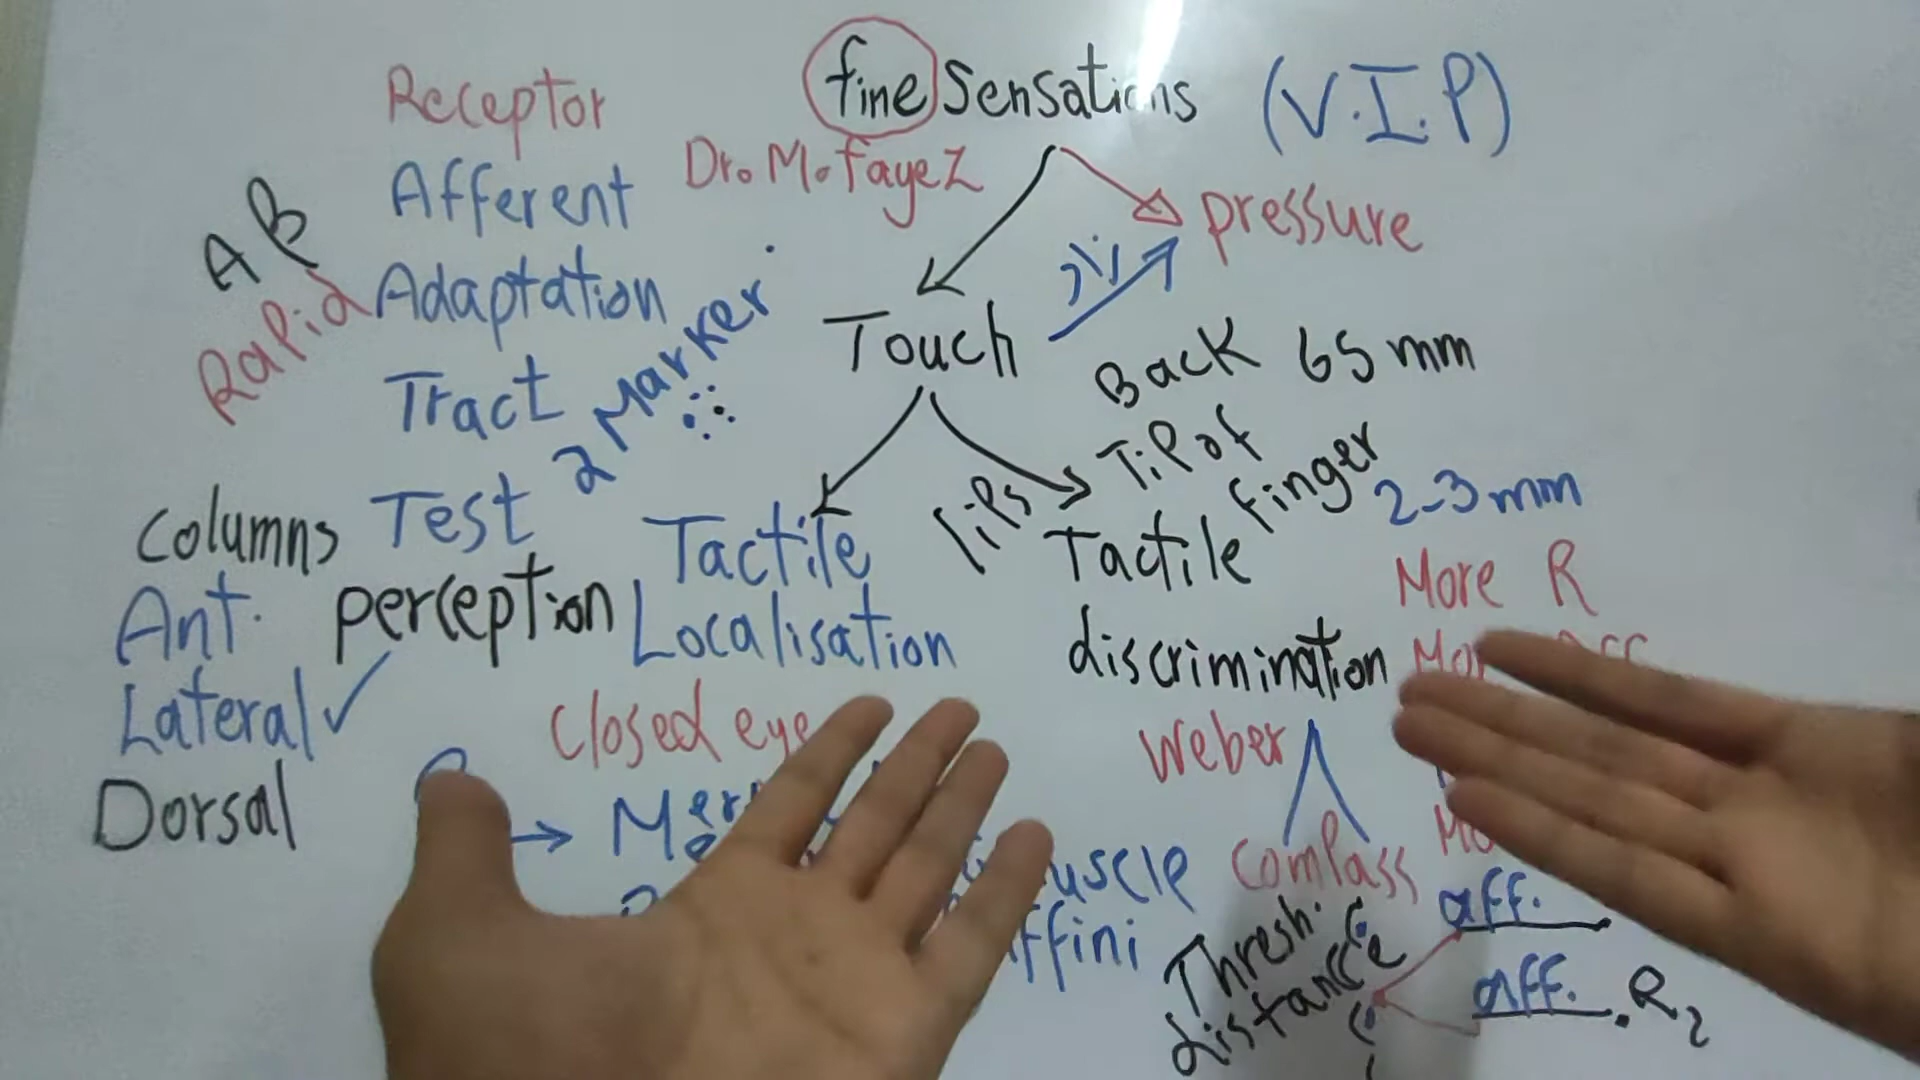 fine Sensations (V.I.P)
Receptor
Dr. M. Fayez
Afferent
AB
pressure
Rapid Adaptation
Touch
Tract
2 Marker
Back 65 mm
Tip of Finger
2-3 mm
lips
Columns
Test
Tactile Localisation
Tactile discrimination
More R
Ant.
perception
Lateral ✓
Closed eye
Weber
Dorsal
compass
aff.
Thresh. distance
aff.
R2